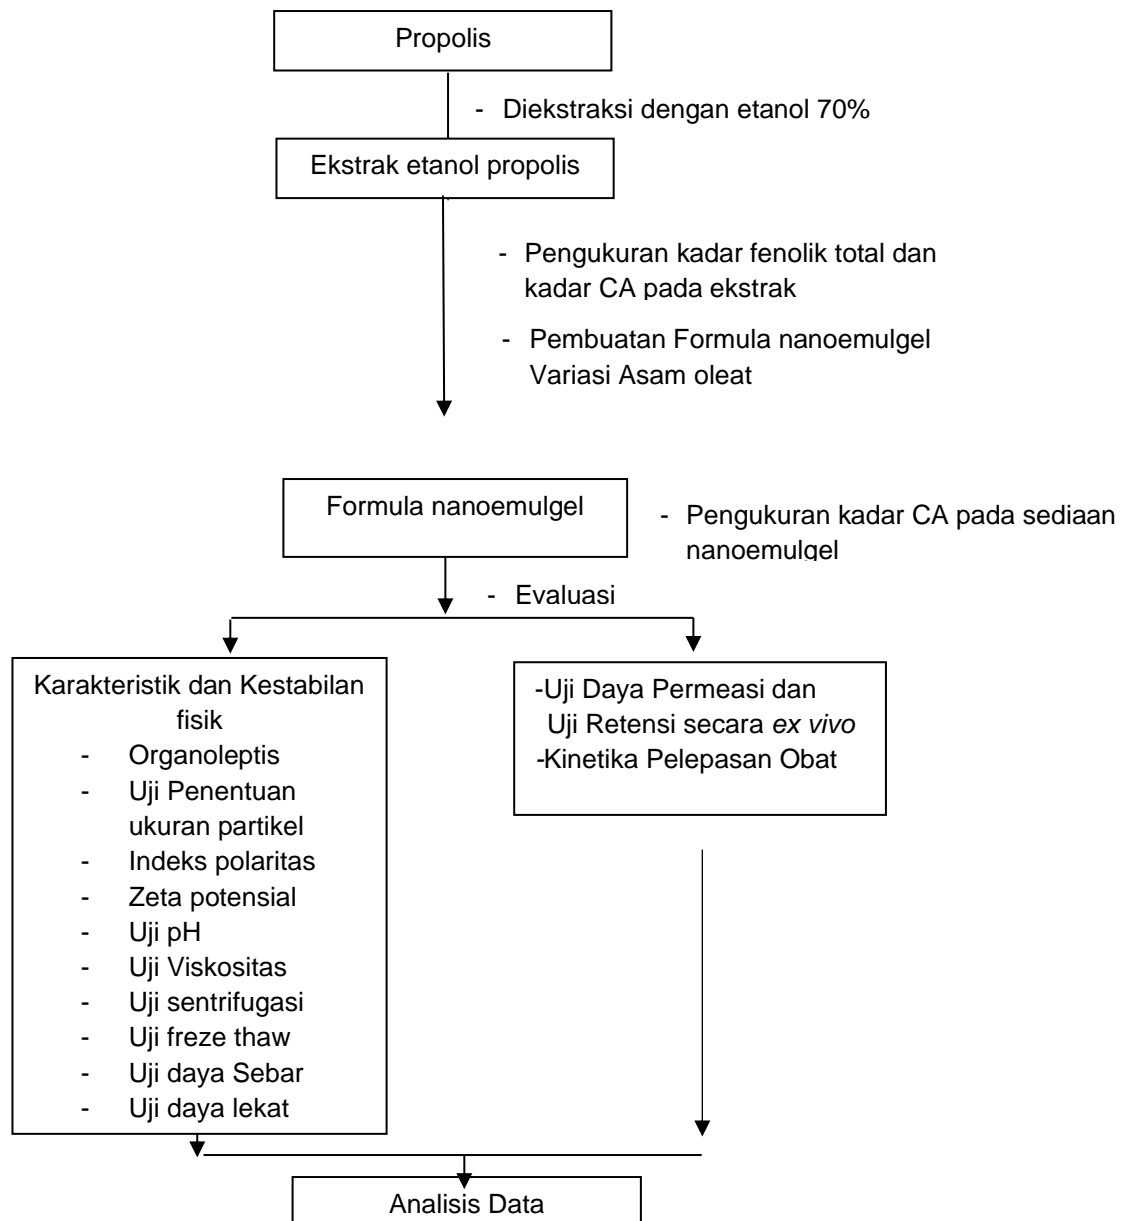 Propolis
- Diekstraksi dengan etanol 70%
Ekstrak etanol propolis
- Pengukuran kadar fenolik total dan
kadar CA pada ekstrak
- Pembuatan Formula nanoemulgel
Variasi Asam oleat
Formula nanoemulgel
- Pengukuran kadar CA pada sediaan
nanoemulgel
- Evaluasi
Karakteristik dan Kestabilan
fisik
- Organoleptis
- Uji Penentuan
ukuran partikel
- Indeks polaritas
- Zeta potensial
- Uji pH
- Uji Viskositas
- Uji sentrifugasi
- Uji freze thaw
- Uji daya Sebar
- Uji daya lekat
-Uji Daya Permeasi dan
Uji Retensi secara ex vivo
-Kinetika Pelepasan Obat
Analisis Data